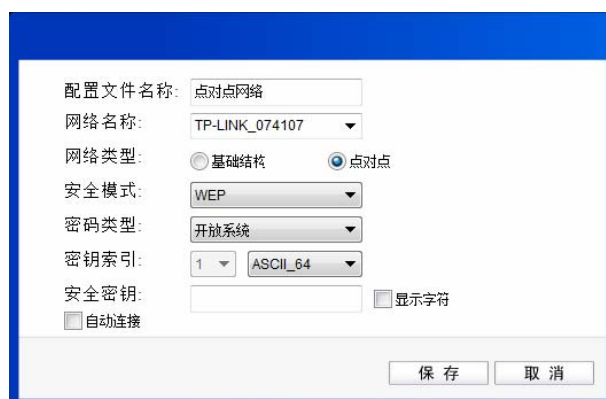 配置文件名称: 点对点网络
网络名称: TP-LINK_074107
网络类型: 基础结构 点对点
安全模式: WEP
密码类型: 开放系统
密钥索引: 1 ASCII_64
安全密钥: 显示字符
自动连接
保存 取消